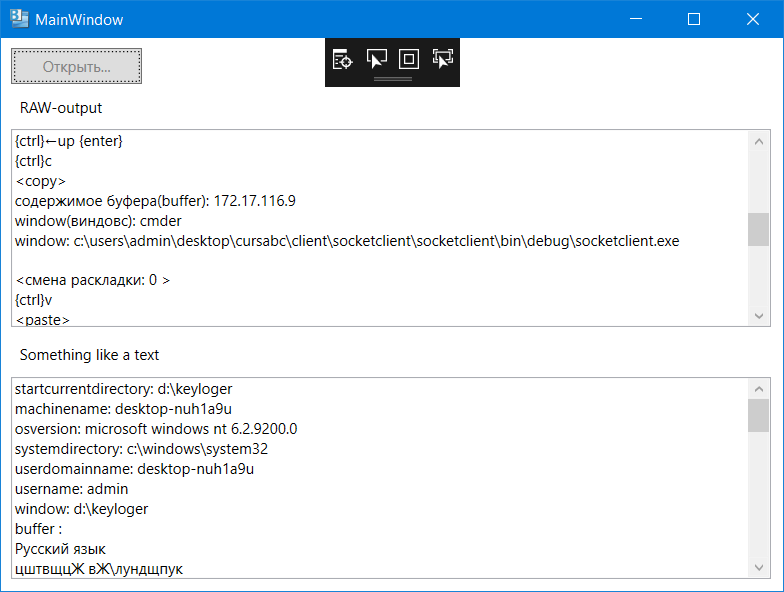 MainWindow
Открыть...
RAW-output
{ctrl}←up {enter}
{ctrl}c
<copy>
содержимое буфера(buffer): 172.17.116.9
window(виндовс): cmder
window: c:\users\admin\desktop\cursabc\client\socketclient\socketclient\bin\debug\socketclient.exe
<смена раскладки: 0 >
{ctrl}v
<paste>
Something like a text
startcurrentdirectory: d:\keyloger
machinename: desktop-nuh1a9u
osversion: microsoft windows nt 6.2.9200.0
systemdirectory: c:\windows\system32
userdomainname: desktop-nuh1a9u
username: admin
window: d:\keyloger
buffer :
Русский язык
цштвщцЖ вЖ\лундщпук